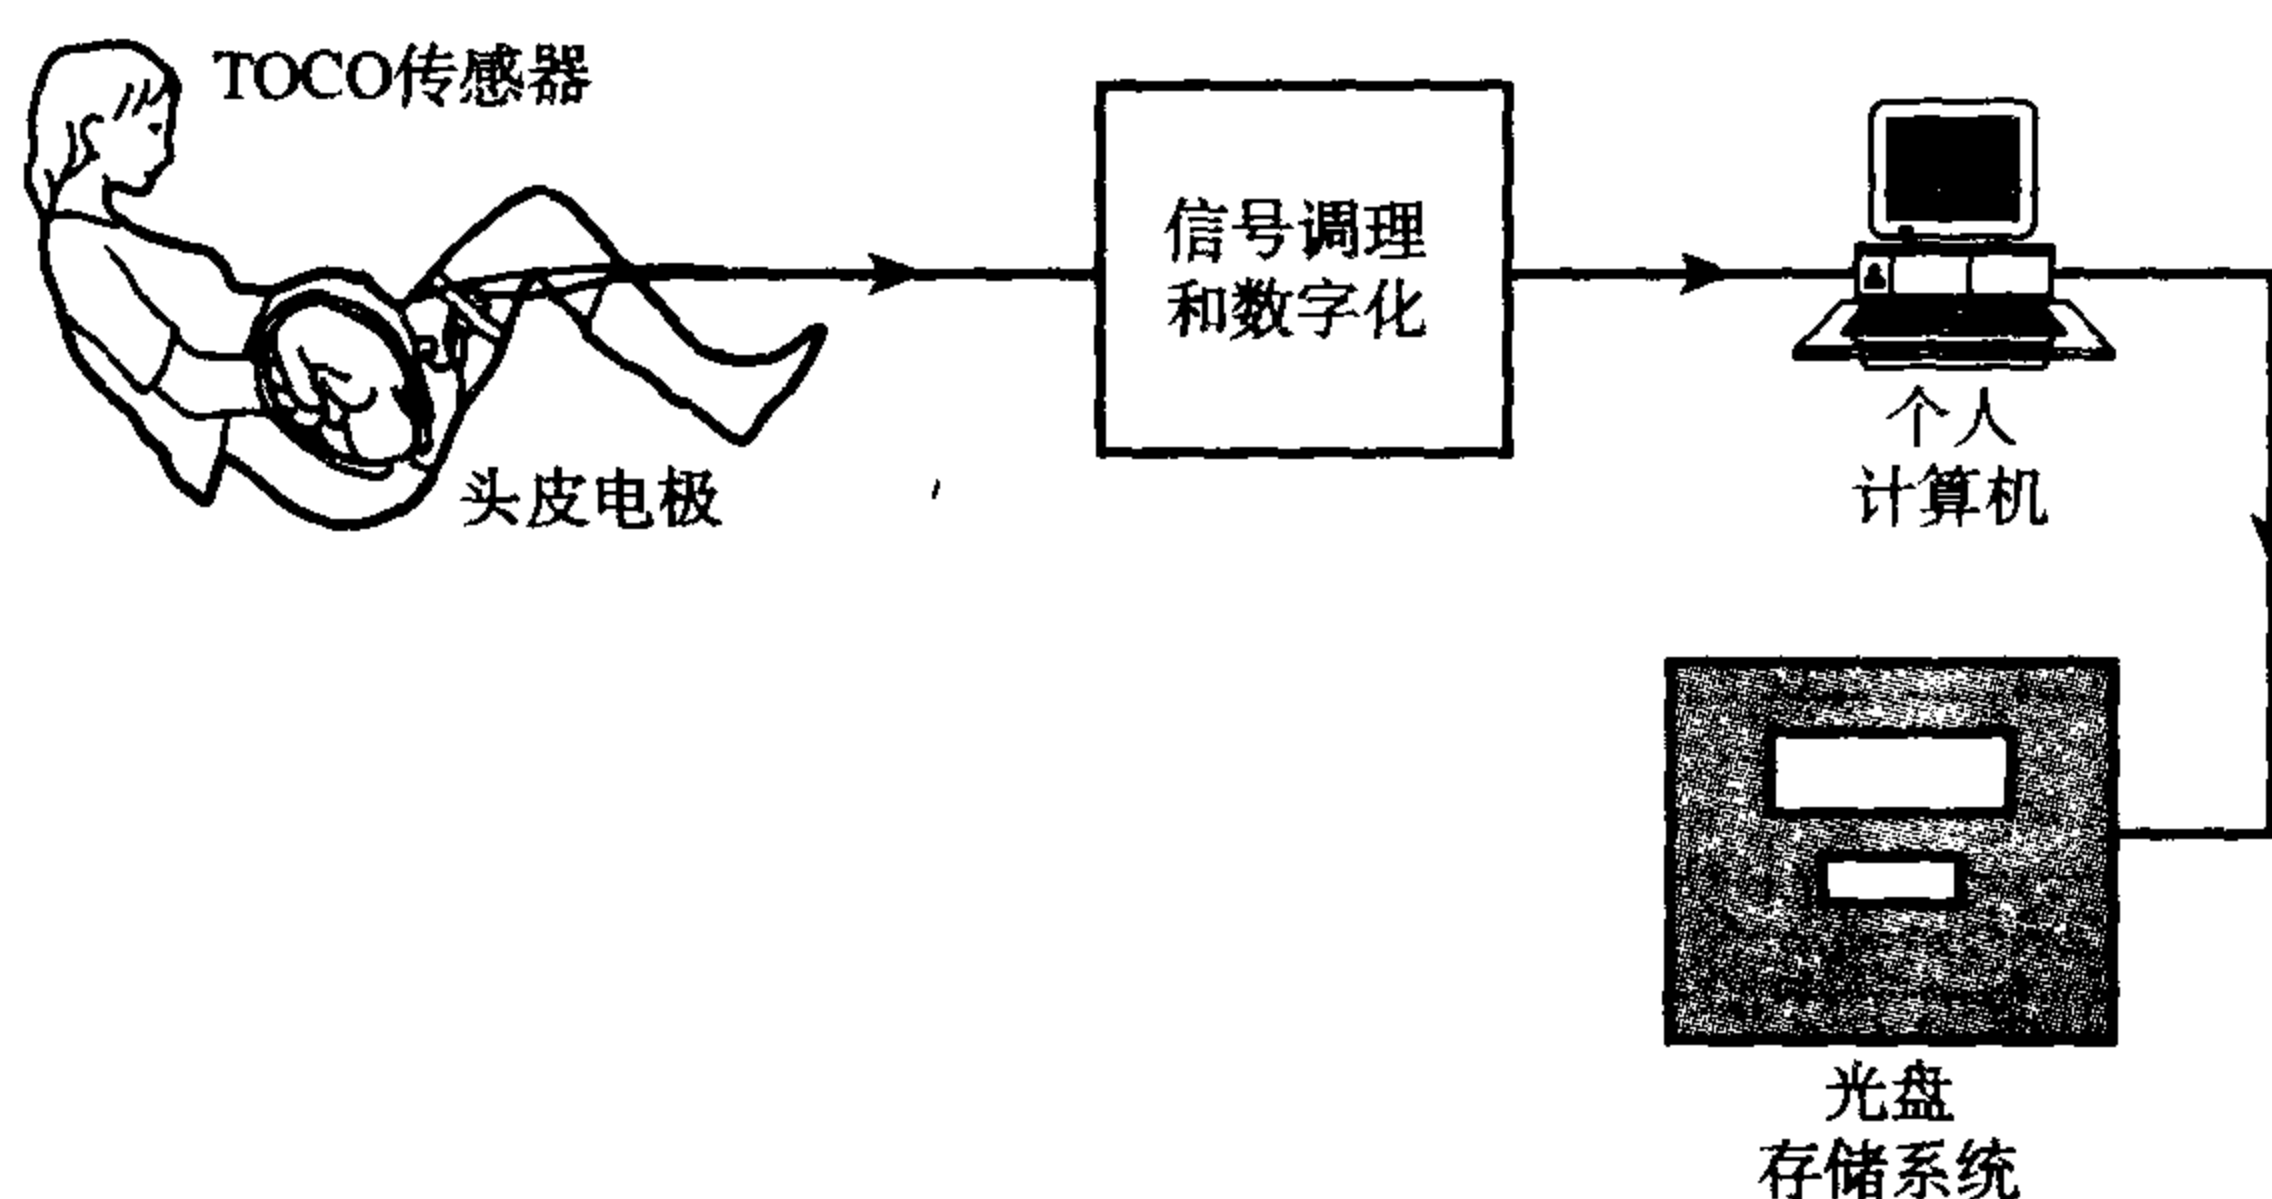 TOCO传感器
信号调理
和数字化
个人
计算机
头皮电极
光盘
存储系统